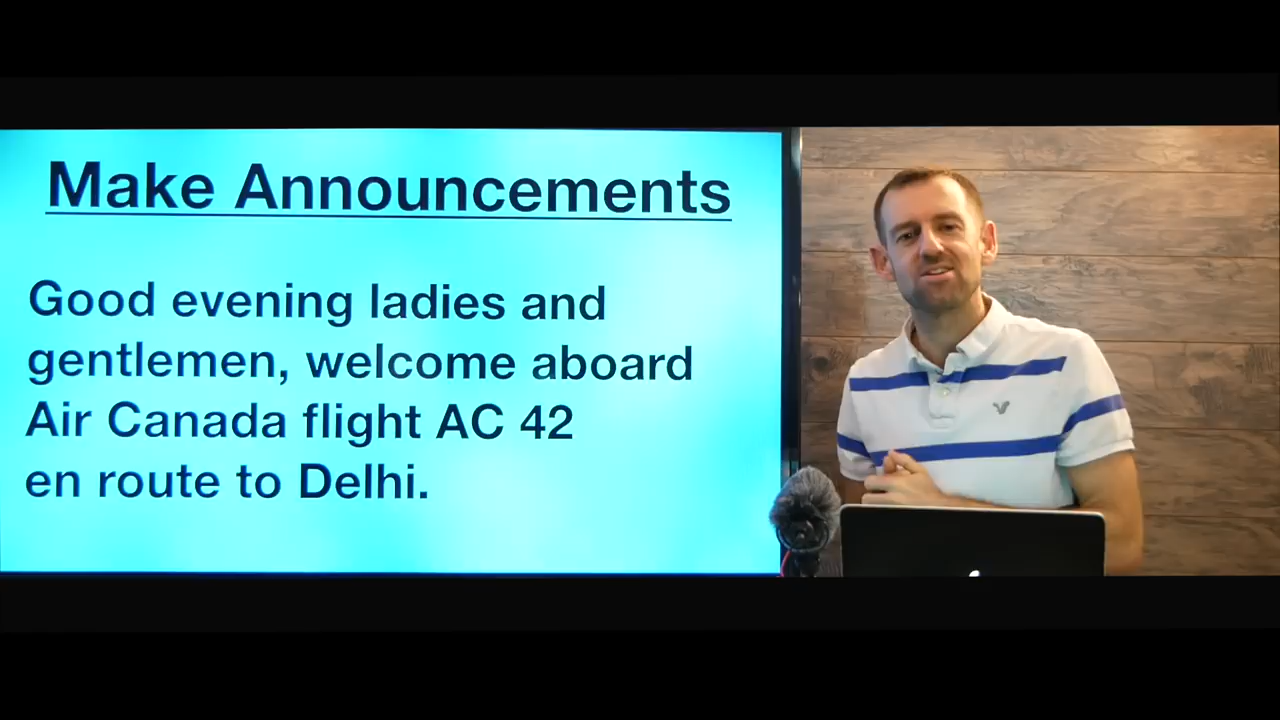 Make Announcements
Good evening ladies and
gentlemen, welcome aboard
Air Canada flight AC 42
en route to Delhi.